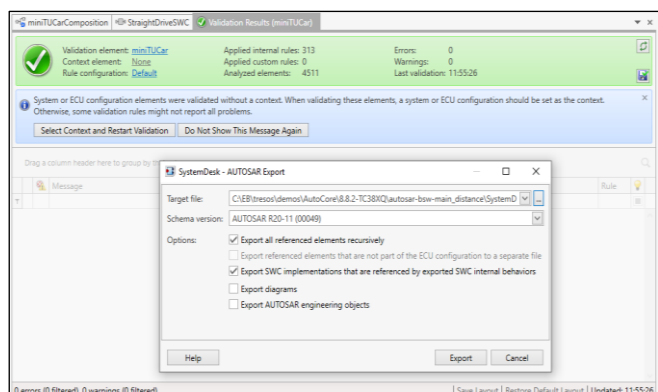 miniTUCarComposition StraightDriveSWC Validation Results (miniTUCar)
Validation element: miniTUCar Applied internal rules: 313 Errors: 0
Context element: None Applied custom rules: 0 Warnings: 0
Rule configuration: Default Analyzed elements: 4511 Last validation: 11:55:26
System or ECU configuration elements were validated without a context. When validating these elements, a system or ECU configuration should be set as the context.
Otherwise, some validation rules might not report all problems.
Select Context and Restart Validation Do Not Show This Message Again
Drag a column header here to group by
Message Rule
SystemDesk - AUTOSAR Export
Target file: C:\EB\tresos\demos\AutoCore\8.8.2-TC38XQ\autosar-bsw-main_distance\SystemD
Schema version: AUTOSAR R20-11 (00049)
Options: Export all referenced elements recursively
Export referenced elements that are not part of the ECU configuration to a separate file
Export SWC implementations that are referenced by exported SWC internal behaviors
Export diagrams
Export AUTOSAR engineering objects
Help Export Cancel
0 errors (0 filtered) 0 warnings (0 filtered) Save Layout Restore Default Layout Updated: 11:55:26